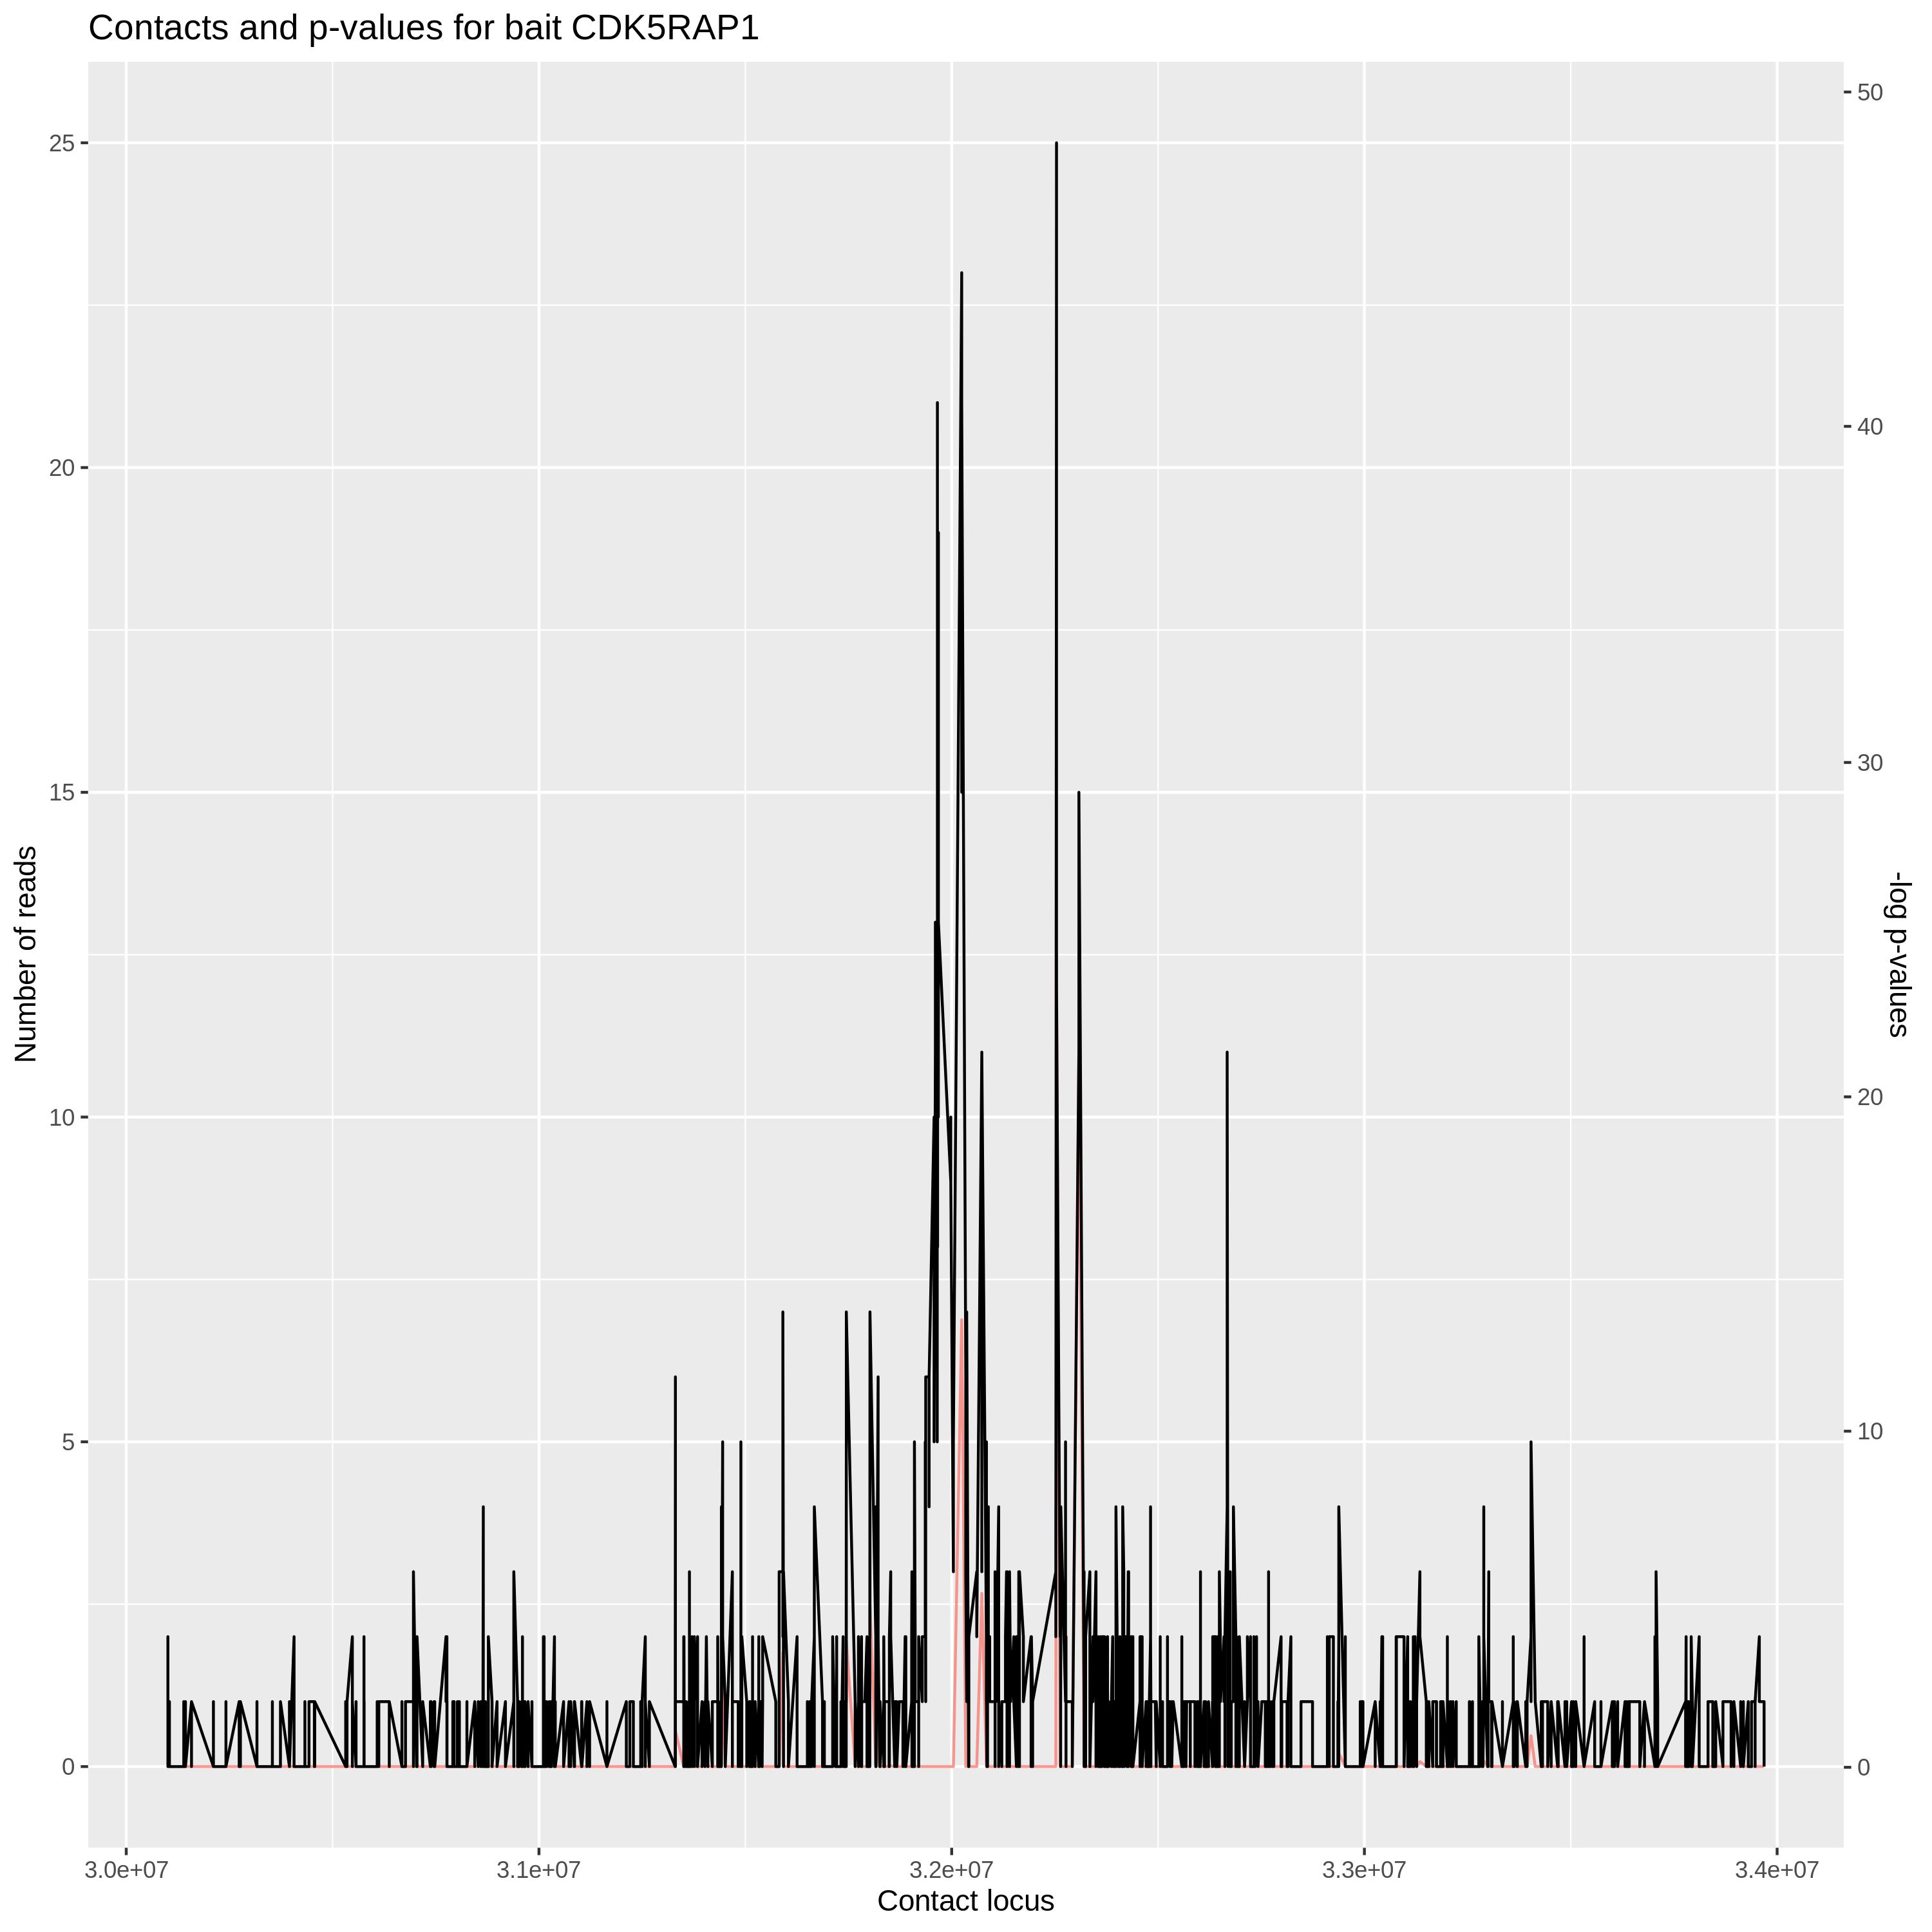 Contacts and p-values for bait CDK5RAP1
25
20
15
10
5
0
Number of reads
50
40
30
20
10
0
-log p-values
3.0e+07
3.1e+07
3.2e+07
3.3e+07
3.4e+07
Contact locus